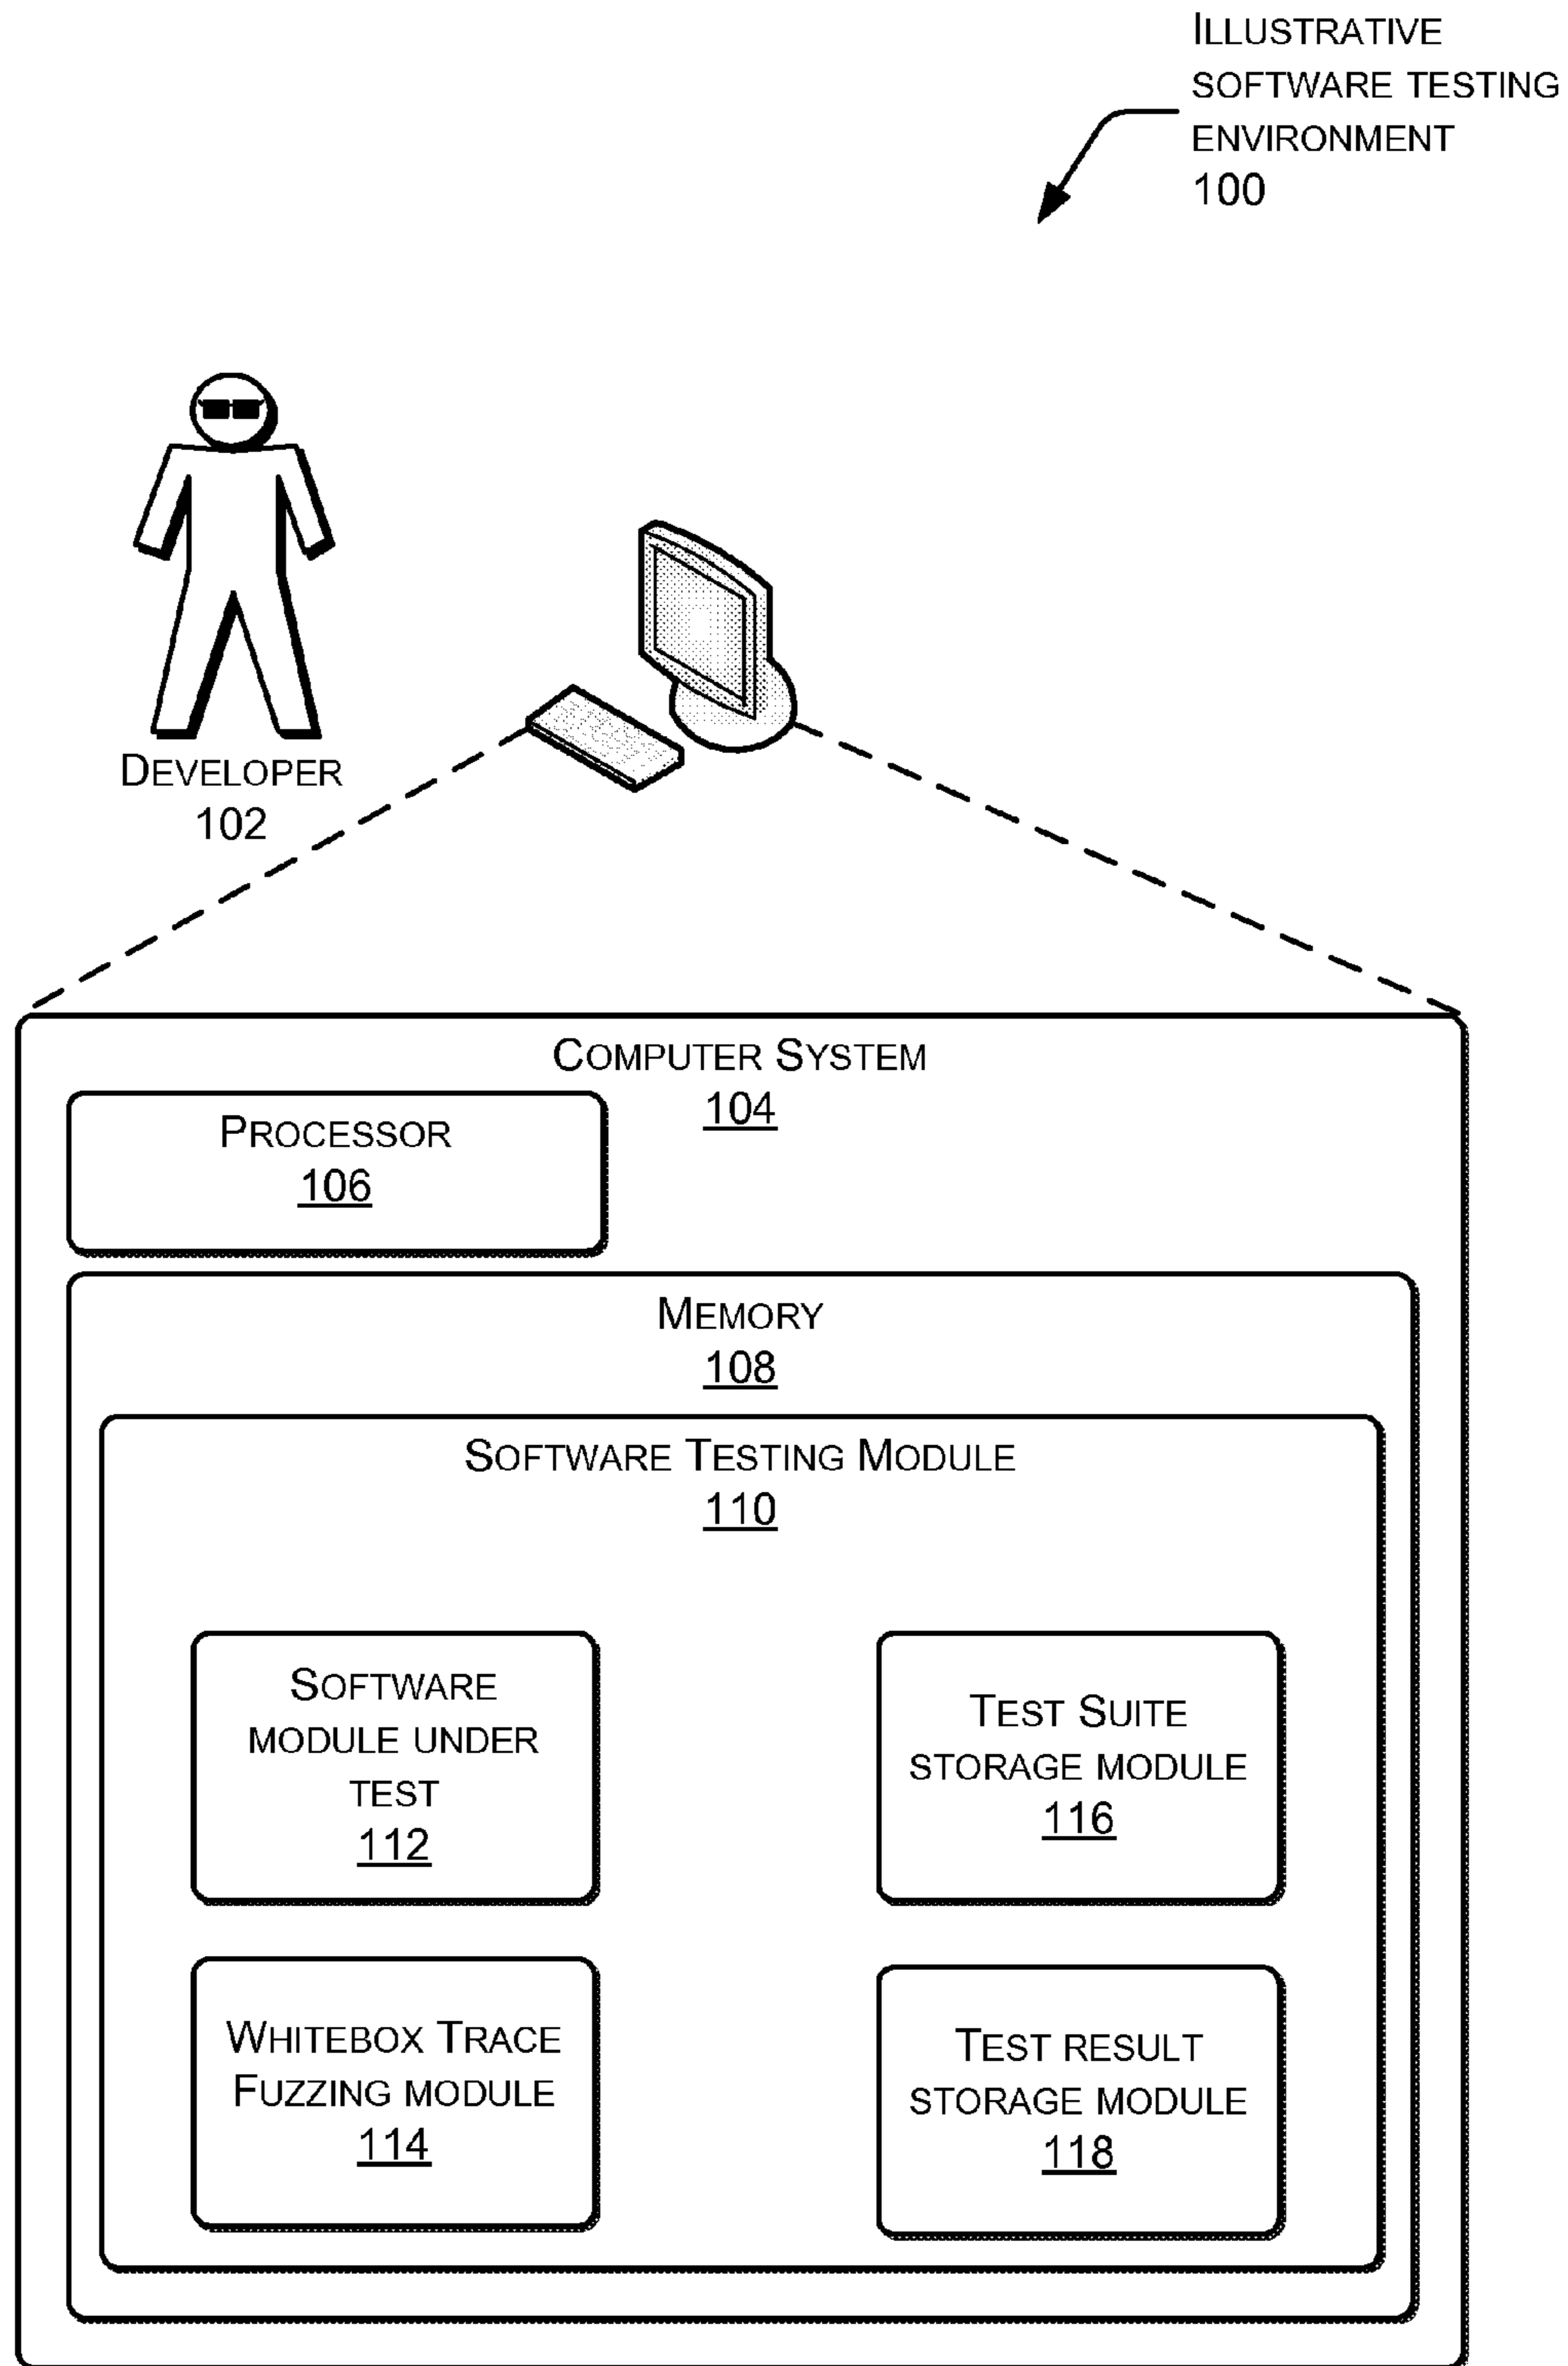 ILLUSTRATIVE
SOFTWARE TESTING
ENVIRONMENT
100
DEVELOPER
102
COMPUTER SYSTEM
104
PROCESSOR
106
MEMORY
108
SOFTWARE TESTING MODULE
110
SOFTWARE
MODULE UNDER
TEST
112
TEST SUITE
STORAGE MODULE
116
WHITEBOX TRACE
FUZZING MODULE
114
TEST RESULT
STORAGE MODULE
118